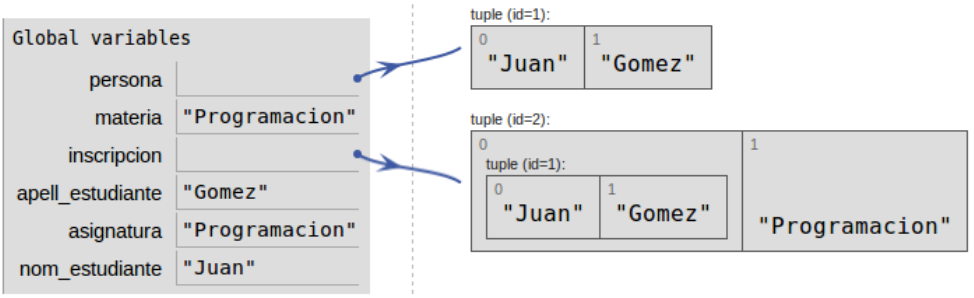 Global variables
persona
materia "Programacion"
inscripcion
apell_estudiante "Gomez"
asignatura "Programacion"
nom_estudiante "Juan"
tuple (id=1):
0 1
"Juan" "Gomez"
tuple (id=2):
0 1
tuple (id=1):
0 1
"Juan" "Gomez"
"Programacion"